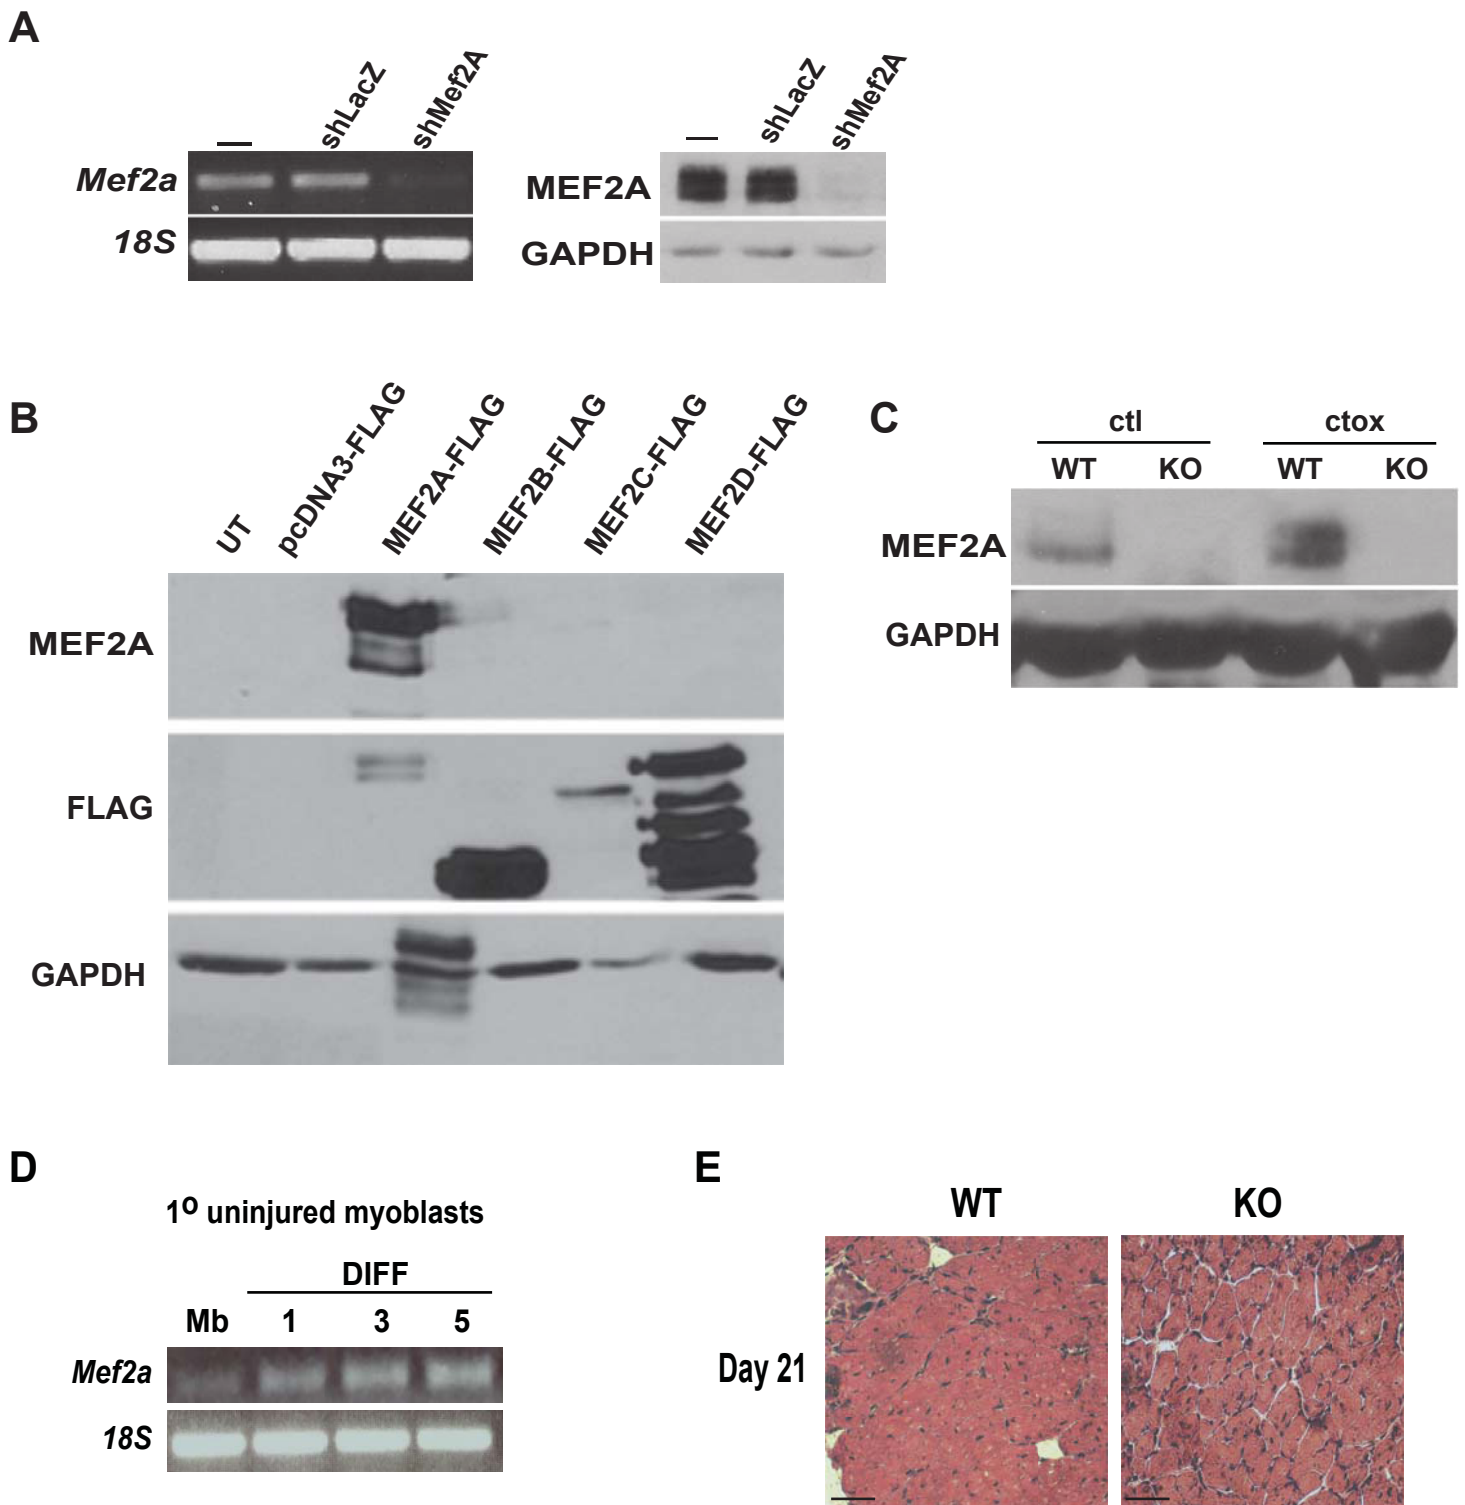 A
— shLacZ shMef2A
Mef2a
18S
— shLacZ shMef2A
MEF2A
GAPDH
B
UT pcDNA3-FLAG MEF2A-FLAG MEF2B-FLAG MEF2C-FLAG MEF2D-FLAG
MEF2A
FLAG
GAPDH
C
ctl ctox
WT KO WT KO
MEF2A
GAPDH
D
1º uninjured myoblasts
DIFF
Mb 1 3 5
Mef2a
18S
E
WT KO
Day 21